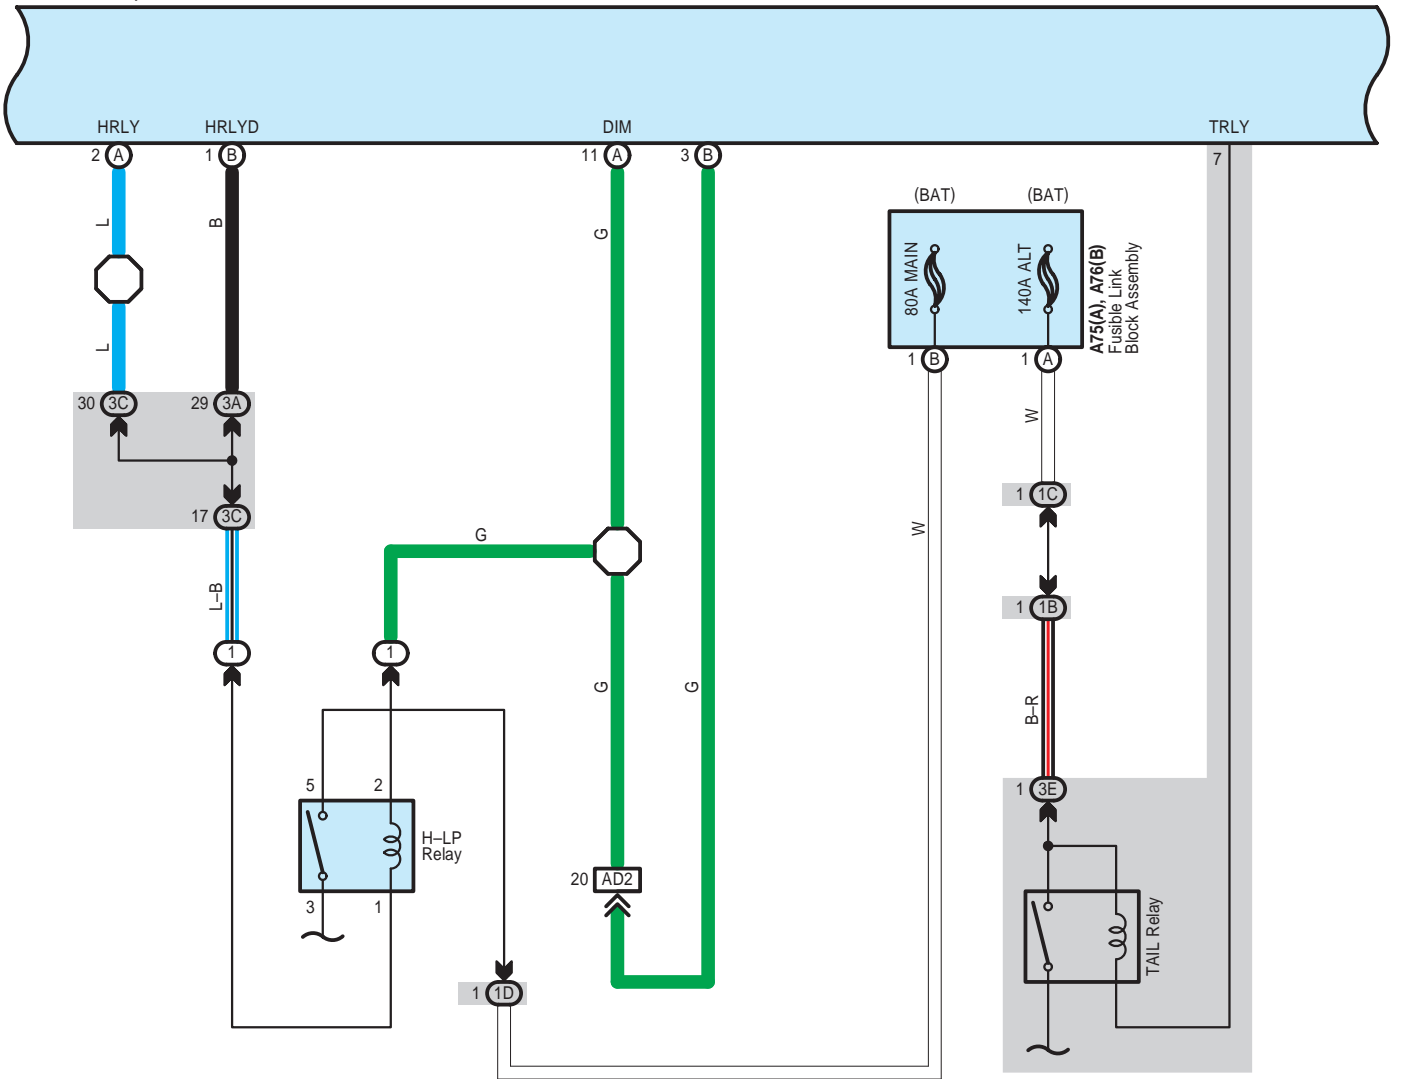 HRLY
HRLYD
DIM
TRLY
2 A
1 B
11 A
3 B
7
(BAT)
(BAT)
L
B
G
80A MAIN
140A ALT
A75(A), A76(B)
Fusible Link
Block Assembly
L
1 B
1 A
30 3C
29 3A
W
1 1C
17 3C
W
G
L–B
1 1B
1
1
G
G
B–R
5
2
1 3E
H–LP
Relay
20 AD2
3
1
TAIL Relay
1 1D